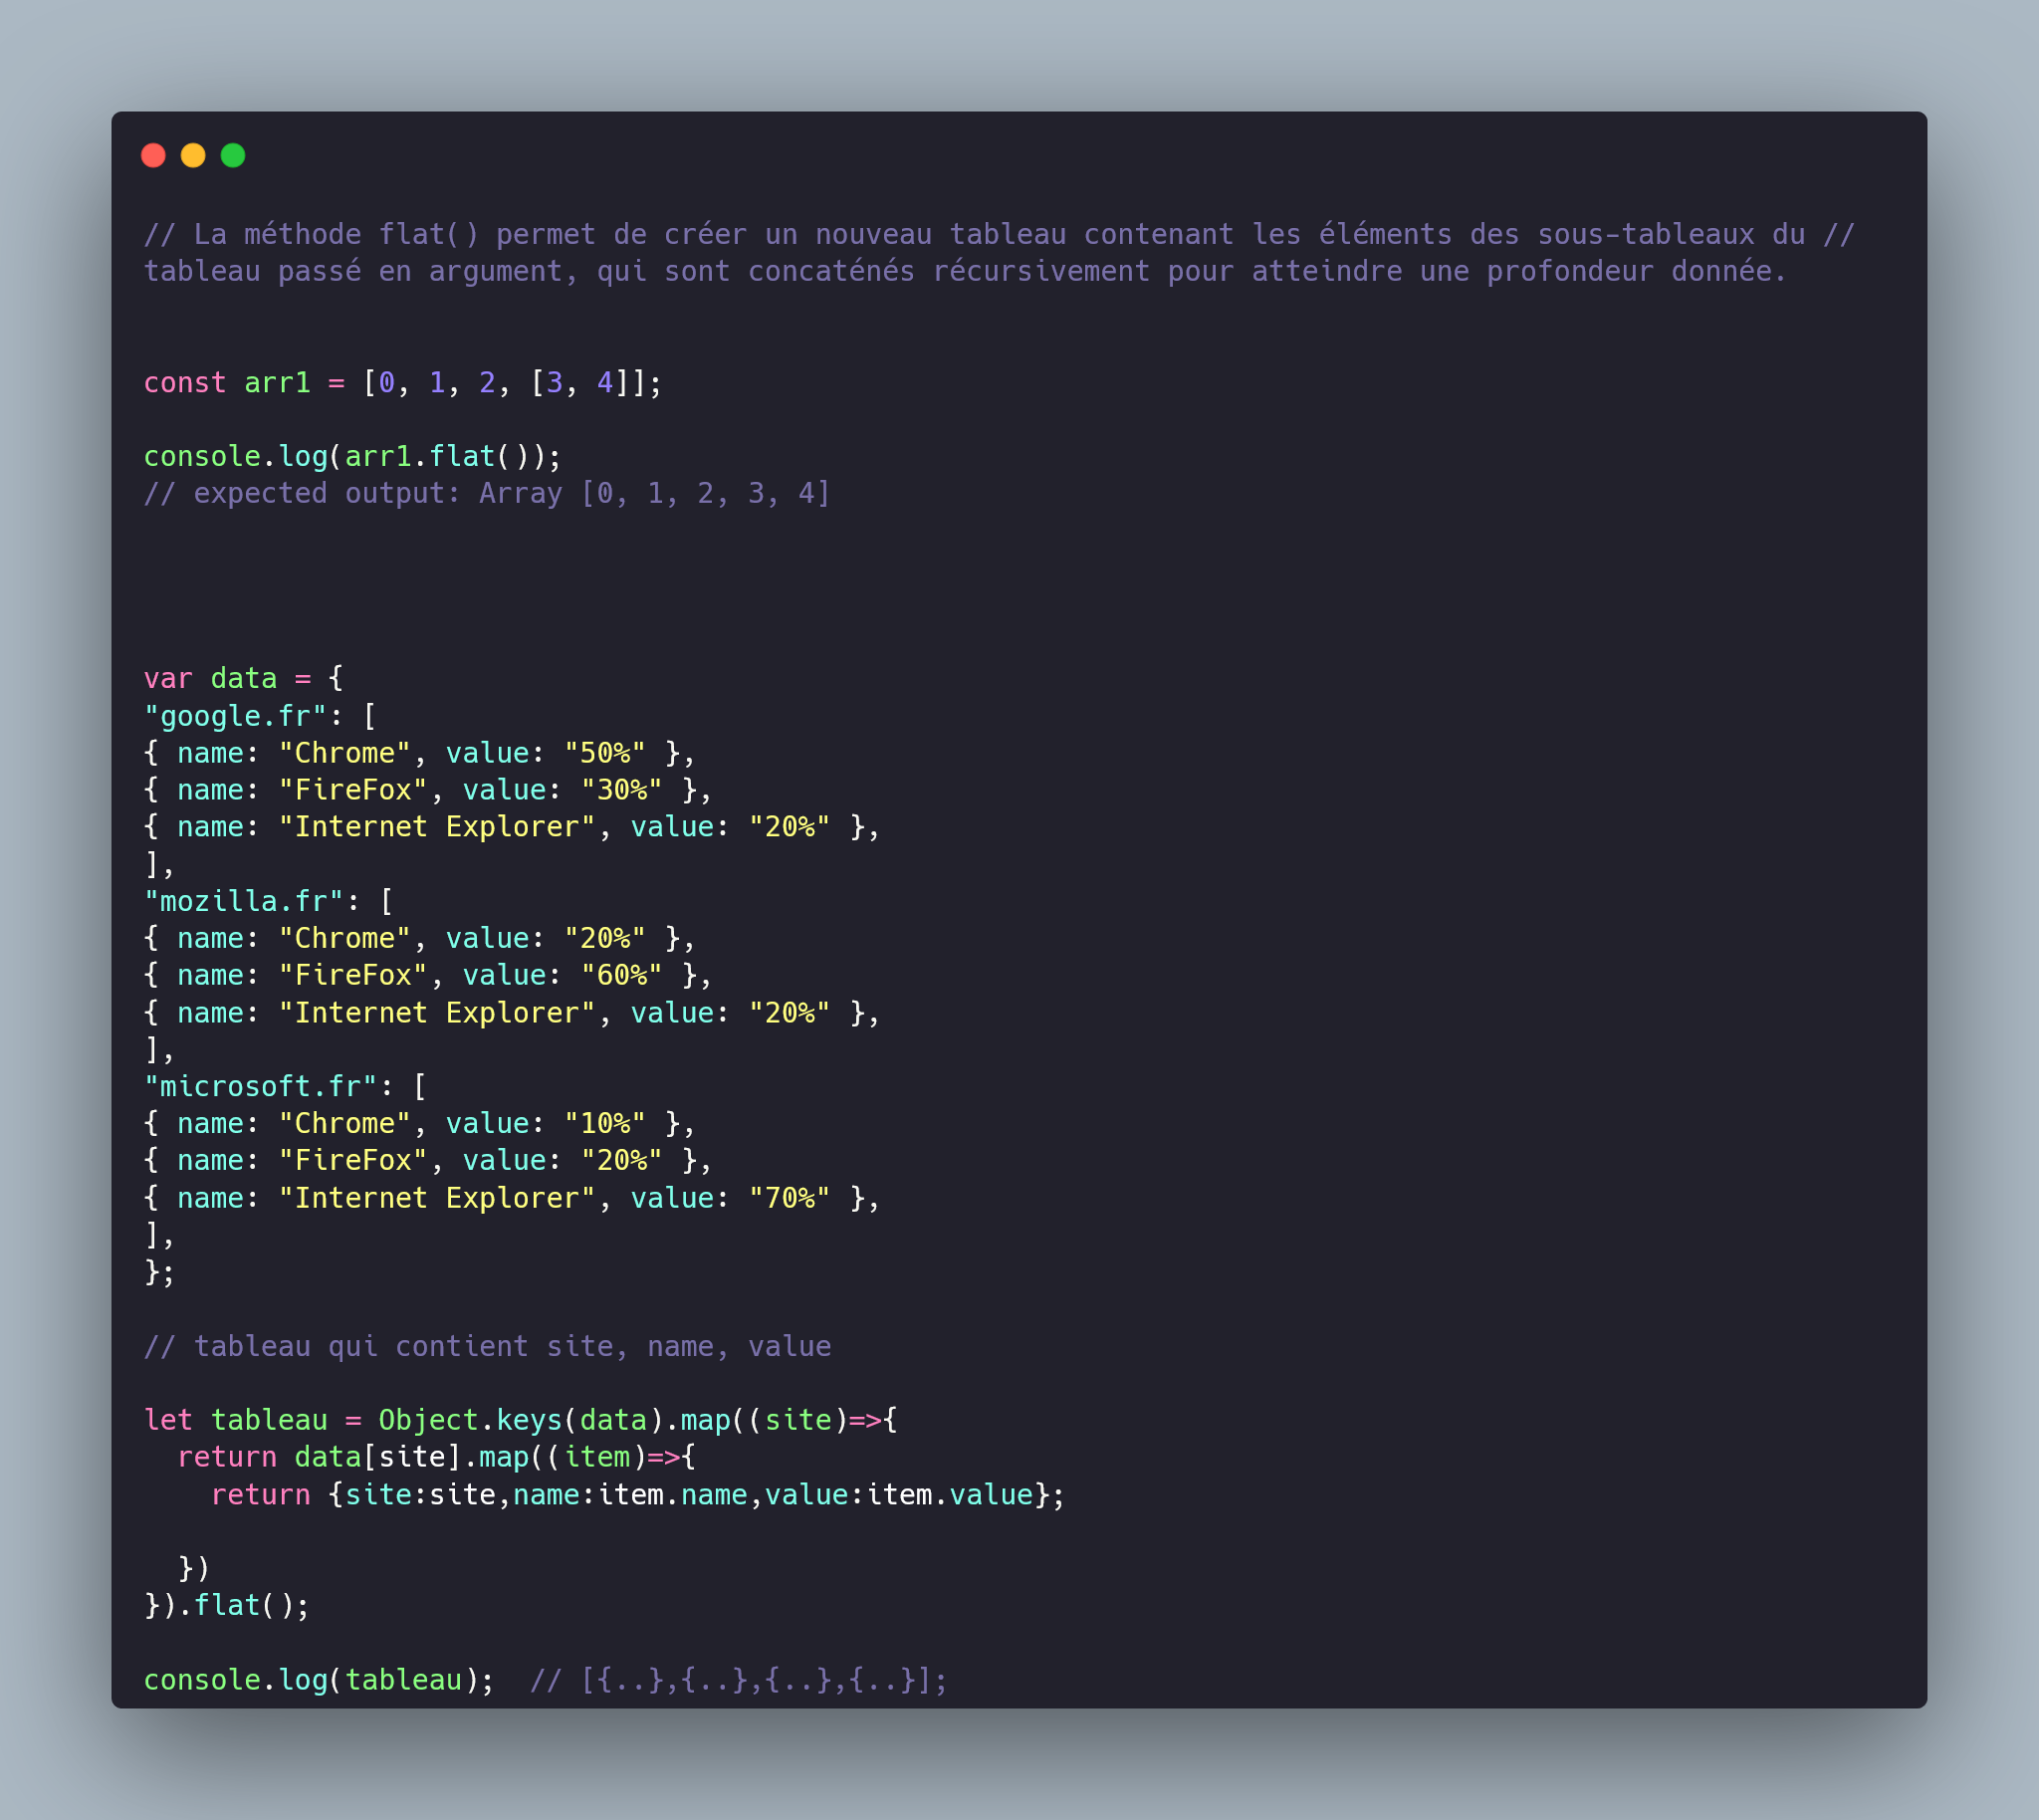 // La méthode flat() permet de créer un nouveau tableau contenant les éléments des sous-tableaux du //
tableau passé en argument, qui sont concaténés récursivement pour atteindre une profondeur donnée.
const arr1 = [0, 1, 2, [3, 4]];
console.log(arr1.flat());
// expected output: Array [0, 1, 2, 3, 4]
var data = {
"google.fr": [
{ name: "Chrome", value: "50%" },
{ name: "FireFox", value: "30%" },
{ name: "Internet Explorer", value: "20%" },
],
"mozilla.fr": [
{ name: "Chrome", value: "20%" },
{ name: "FireFox", value: "60%" },
{ name: "Internet Explorer", value: "20%" },
],
"microsoft.fr": [
{ name: "Chrome", value: "10%" },
{ name: "FireFox", value: "20%" },
{ name: "Internet Explorer", value: "70%" },
],
};
// tableau qui contient site, name, value
let tableau = Object.keys(data).map((site)=>{
  return data[site].map((item)=>{
    return {site:site,name:item.name,value:item.value};
  })
}).flat();
console.log(tableau);  // [{..},{..},{..},{..}];